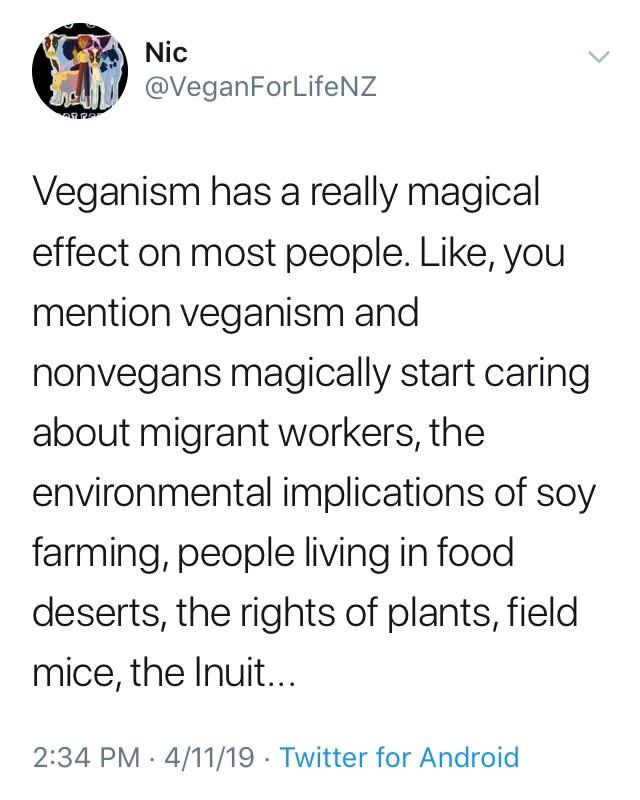 Nic
@VeganForLifeNZ
Veganism has a really magical
effect on most people. Like, you
mention veganism and
nonvegans magically start caring
about migrant workers, the
environmental implications of soy
farming, people living in food
deserts, the rights of plants, field
mice, the Inuit...
2:34 PM · 4/11/19 · Twitter for Android